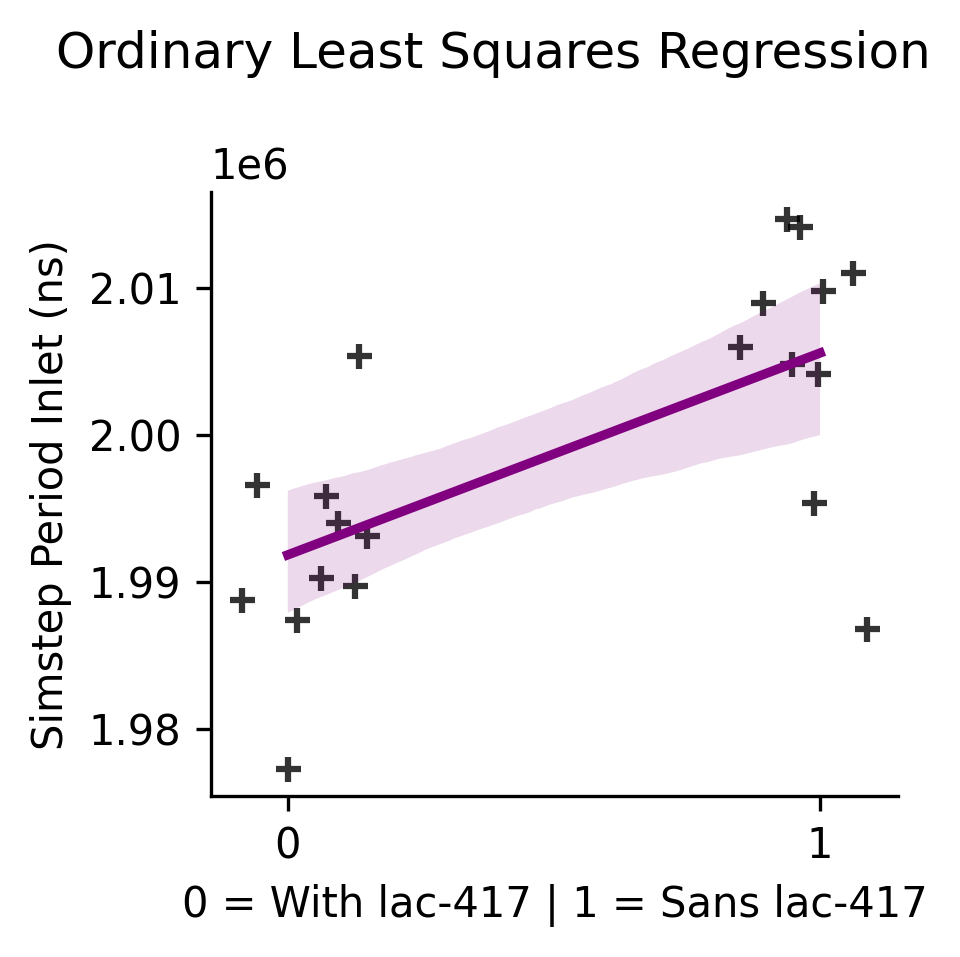 Ordinary Least Squares Regression
1e6
Simstep Period Inlet (ns)
2.01
2.00
1.99
1.98
0 1
0 = With lac-417 | 1 = Sans lac-417